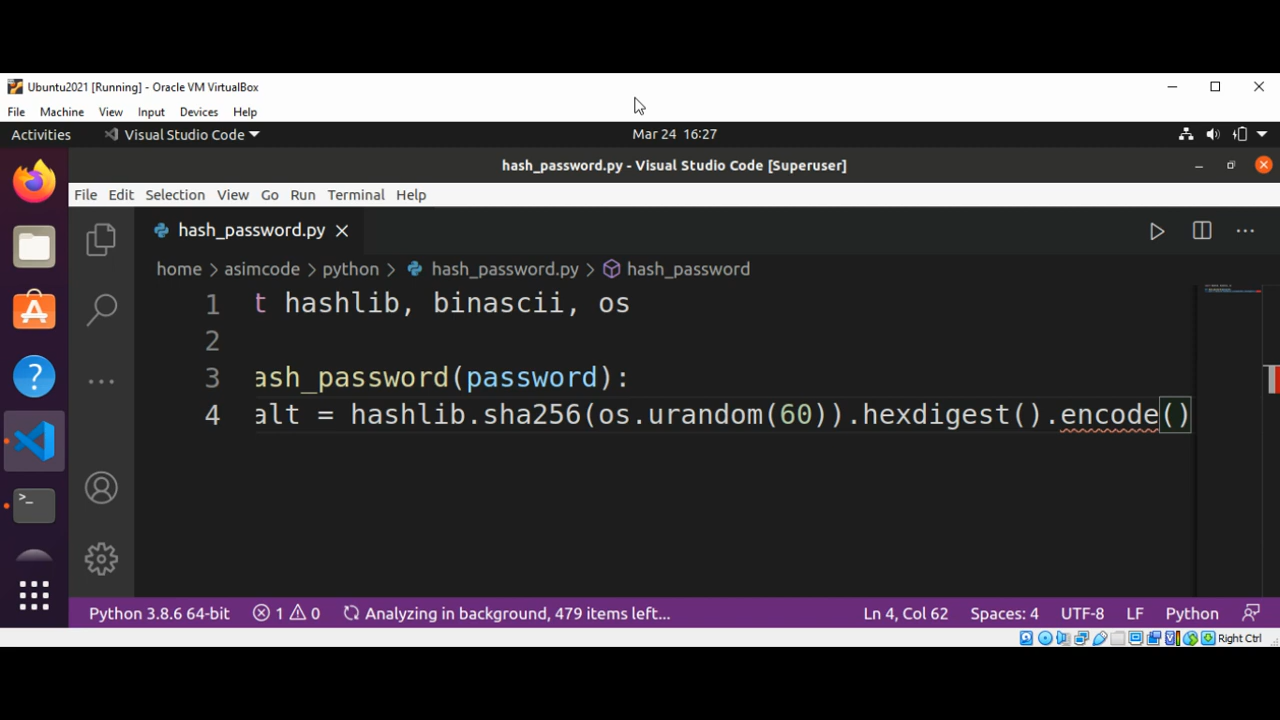 Ubuntu2021 [Running] - Oracle VM VirtualBox
File Machine View Input Devices Help
Activities Visual Studio Code Mar 24 16:27
hash_password.py - Visual Studio Code [Superuser]
File Edit Selection View Go Run Terminal Help
hash_password.py
home > asimcode > python > hash_password.py > hash_password
1 t hashlib, binascii, os
2
3 ash_password(password):
4 alt = hashlib.sha256(os.urandom(60)).hexdigest().encode()
Python 3.8.6 64-bit 1 0 Analyzing in background, 479 items left... Ln 4, Col 62 Spaces: 4 UTF-8 LF Python
Right Ctrl